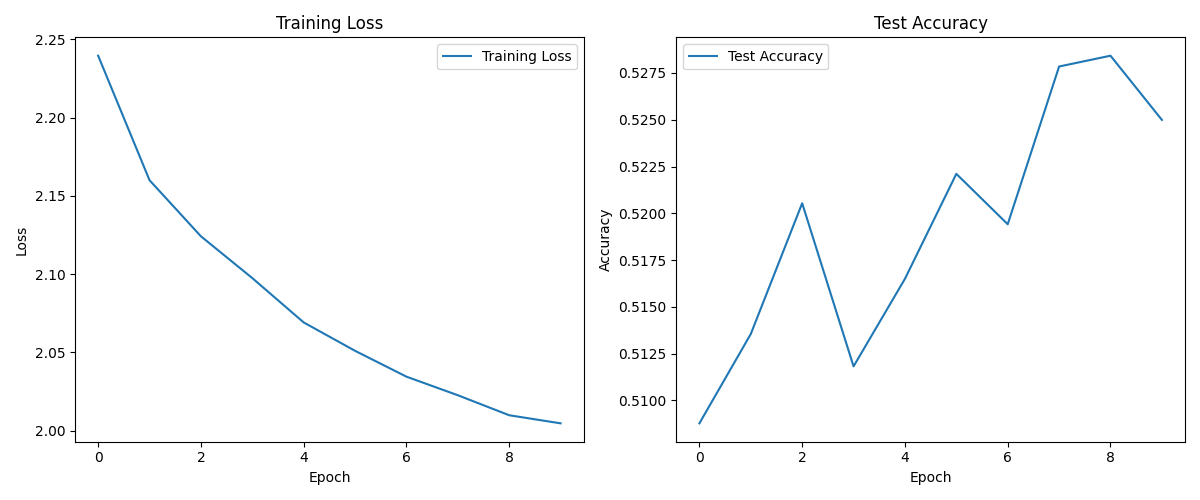 Training Loss
Training Loss
2.25
2.20
2.15
2.10
2.05
2.00
Loss
0 2 4 6 8
Epoch
Test Accuracy
Test Accuracy
0.5275
0.5250
0.5225
0.5200
0.5175
0.5150
0.5125
0.5100
Accuracy
0 2 4 6 8
Epoch